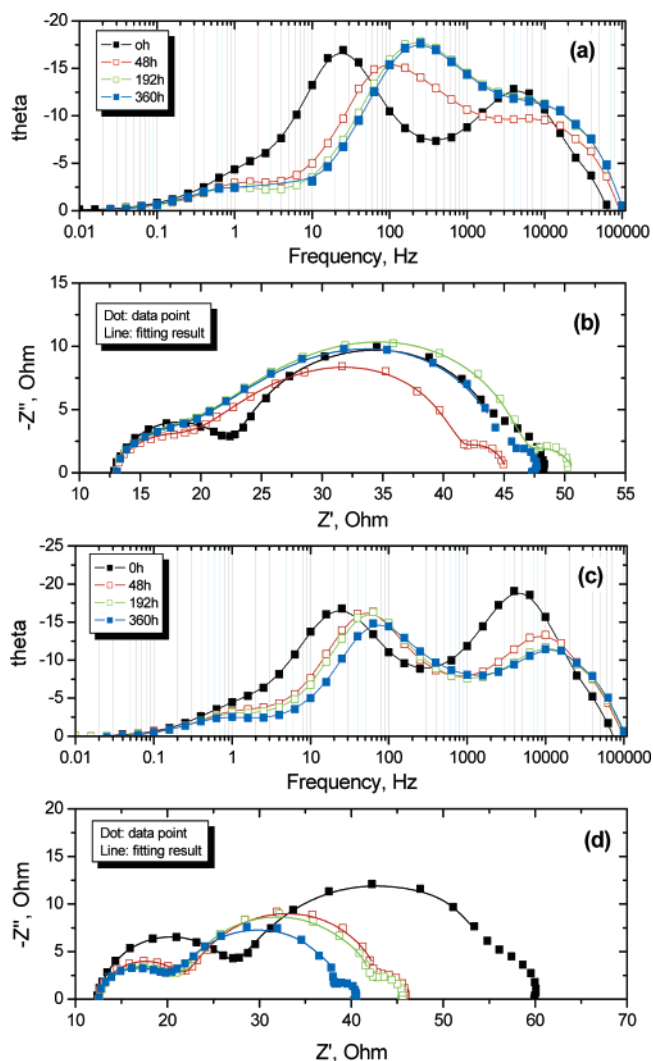 -20
-15
-10
-5
0
theta
oh
48h
192h
360h
(a)
0.01 0.1 1 10 100 1000 10000 100000
Frequency, Hz
15
10
5
0
-Z'', Ohm
Dot: data point
Line: fitting result
(b)
10 15 20 25 30 35 40 45 50 55
Z', Ohm
-25
-20
-15
-10
-5
0
theta
0h
48h
192h
360h
(c)
0.01 0.1 1 10 100 1000 10000 100000
Frequency, Hz
20
15
10
5
0
-Z'', Ohm
Dot: data point
Line: fitting result
(d)
10 20 30 40 50 60 70
Z', Ohm